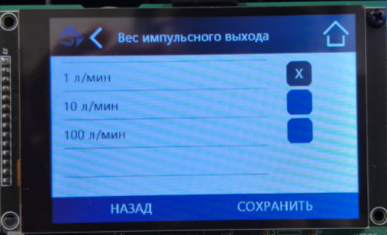 Вес импульсного выхода
1 л/мин X
10 л/мин
100 л/мин
НАЗАД СОХРАНИТЬ